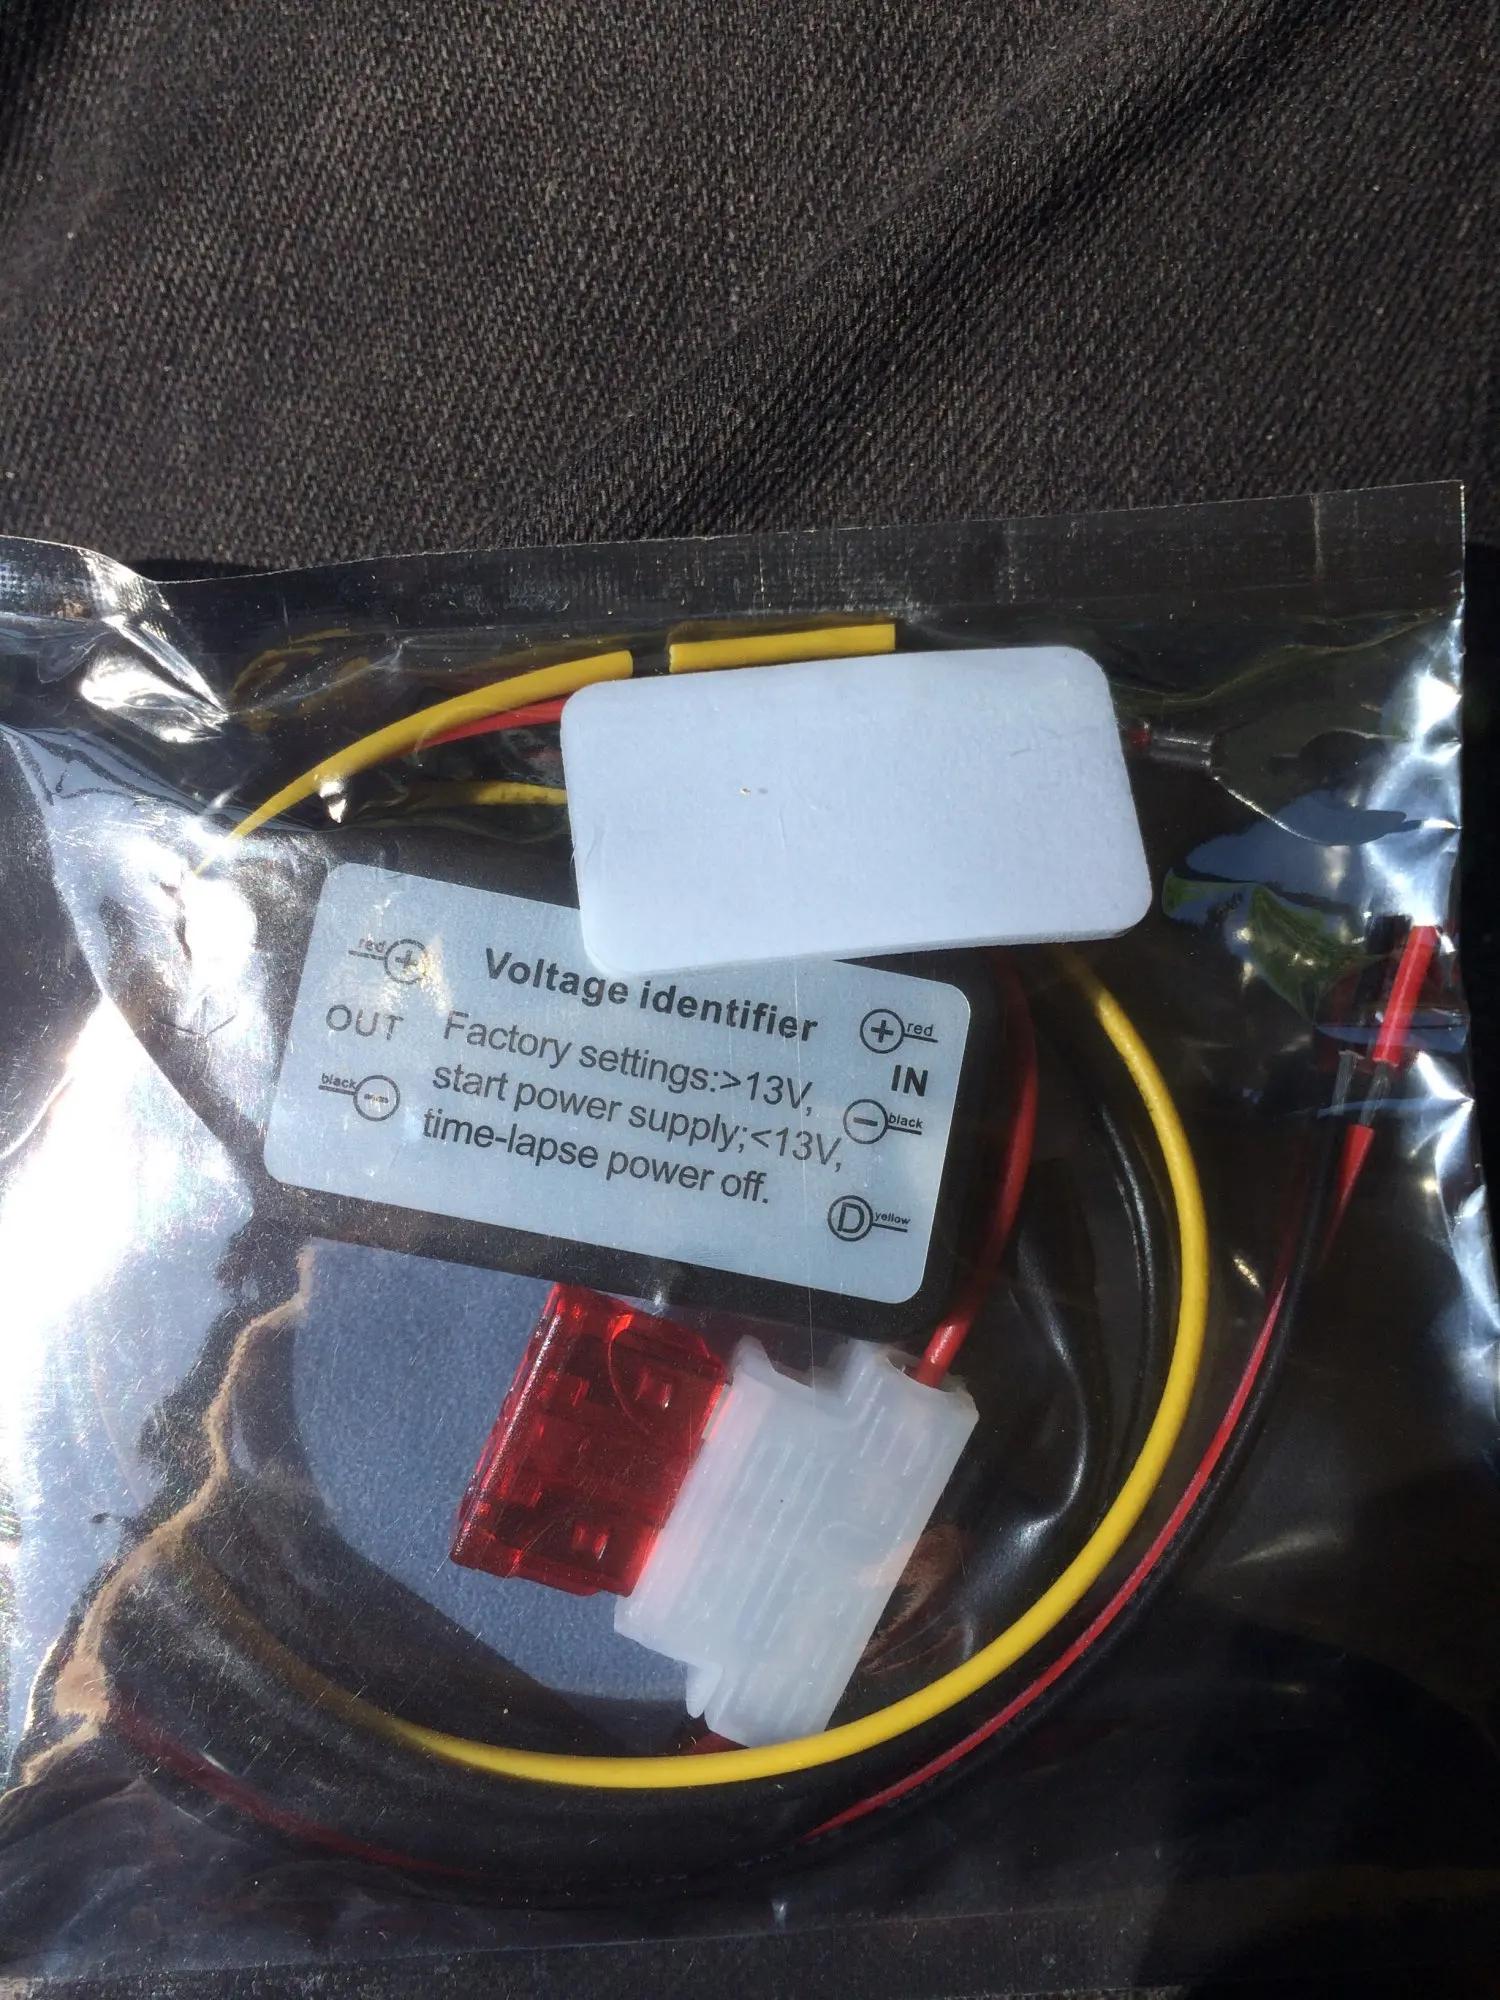 Voltage identifier
Factory settings:>13V,
start power supply;<13V,
time-lapse power off.
red +
OUT
black −
+ red
IN
− black
D yellow